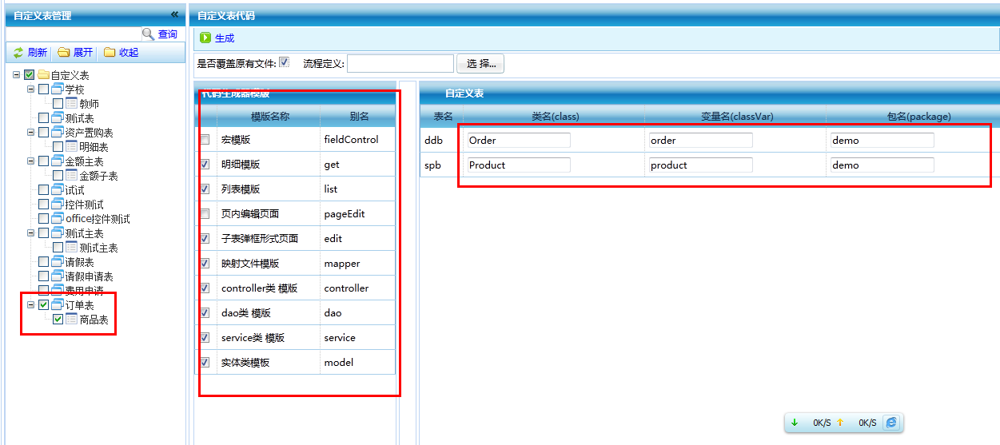 自定义表管理 «
查询
刷新 展开 收起
自定义表
学校
教师
测试表
资产置购表
明细表
金额主表
金额子表
试试
控件测试
office控件测试
测试主表
测试主表
请假表
请假申请表
费用申请
订单表
商品表
自定义表代码
生成
是否覆盖原有文件: 流程定义: 选 择...
代码生成器模版
模版名称 别名
宏模版 fieldControl
明细模版 get
列表模版 list
页内编辑页面 pageEdit
子表弹框形式页面 edit
映射文件模版 mapper
controller类 模版 controller
dao类 模版 dao
service类 模版 service
实体类模板 model
自定义表
表名 类名(class) 变量名(classVar) 包名(package)
ddb Order order demo
spb Product product demo
0K/S 0K/S